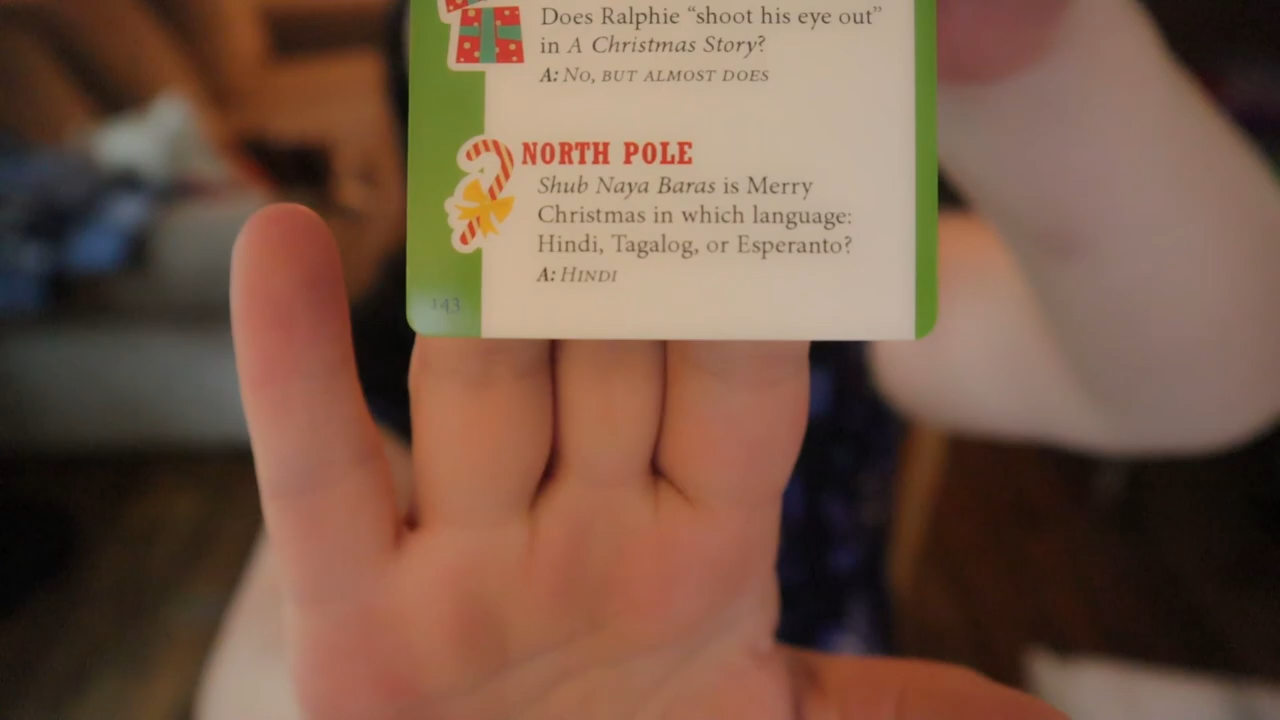 Does Ralphie “shoot his eye out”
in A Christmas Story?
A: NO, BUT ALMOST DOES
NORTH POLE
Shub Naya Baras is Merry
Christmas in which language:
Hindi, Tagalog, or Esperanto?
A: HINDI
143